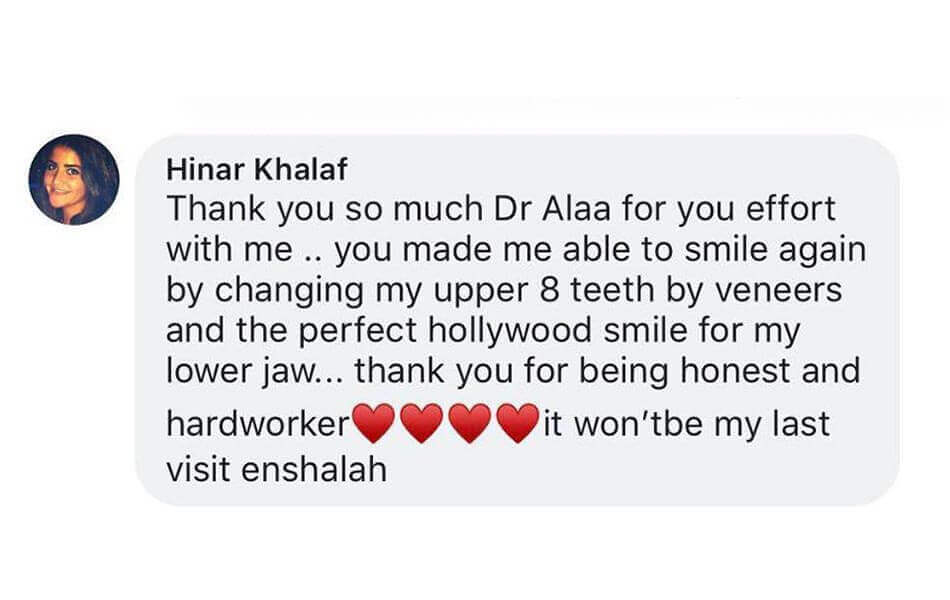 Hinar Khalaf
Thank you so much Dr Alaa for you effort
with me .. you made me able to smile again
by changing my upper 8 teeth by veneers
and the perfect hollywood smile for my
lower jaw... thank you for being honest and
hardworker♥♥♥♥it won'tbe my last
visit enshalah